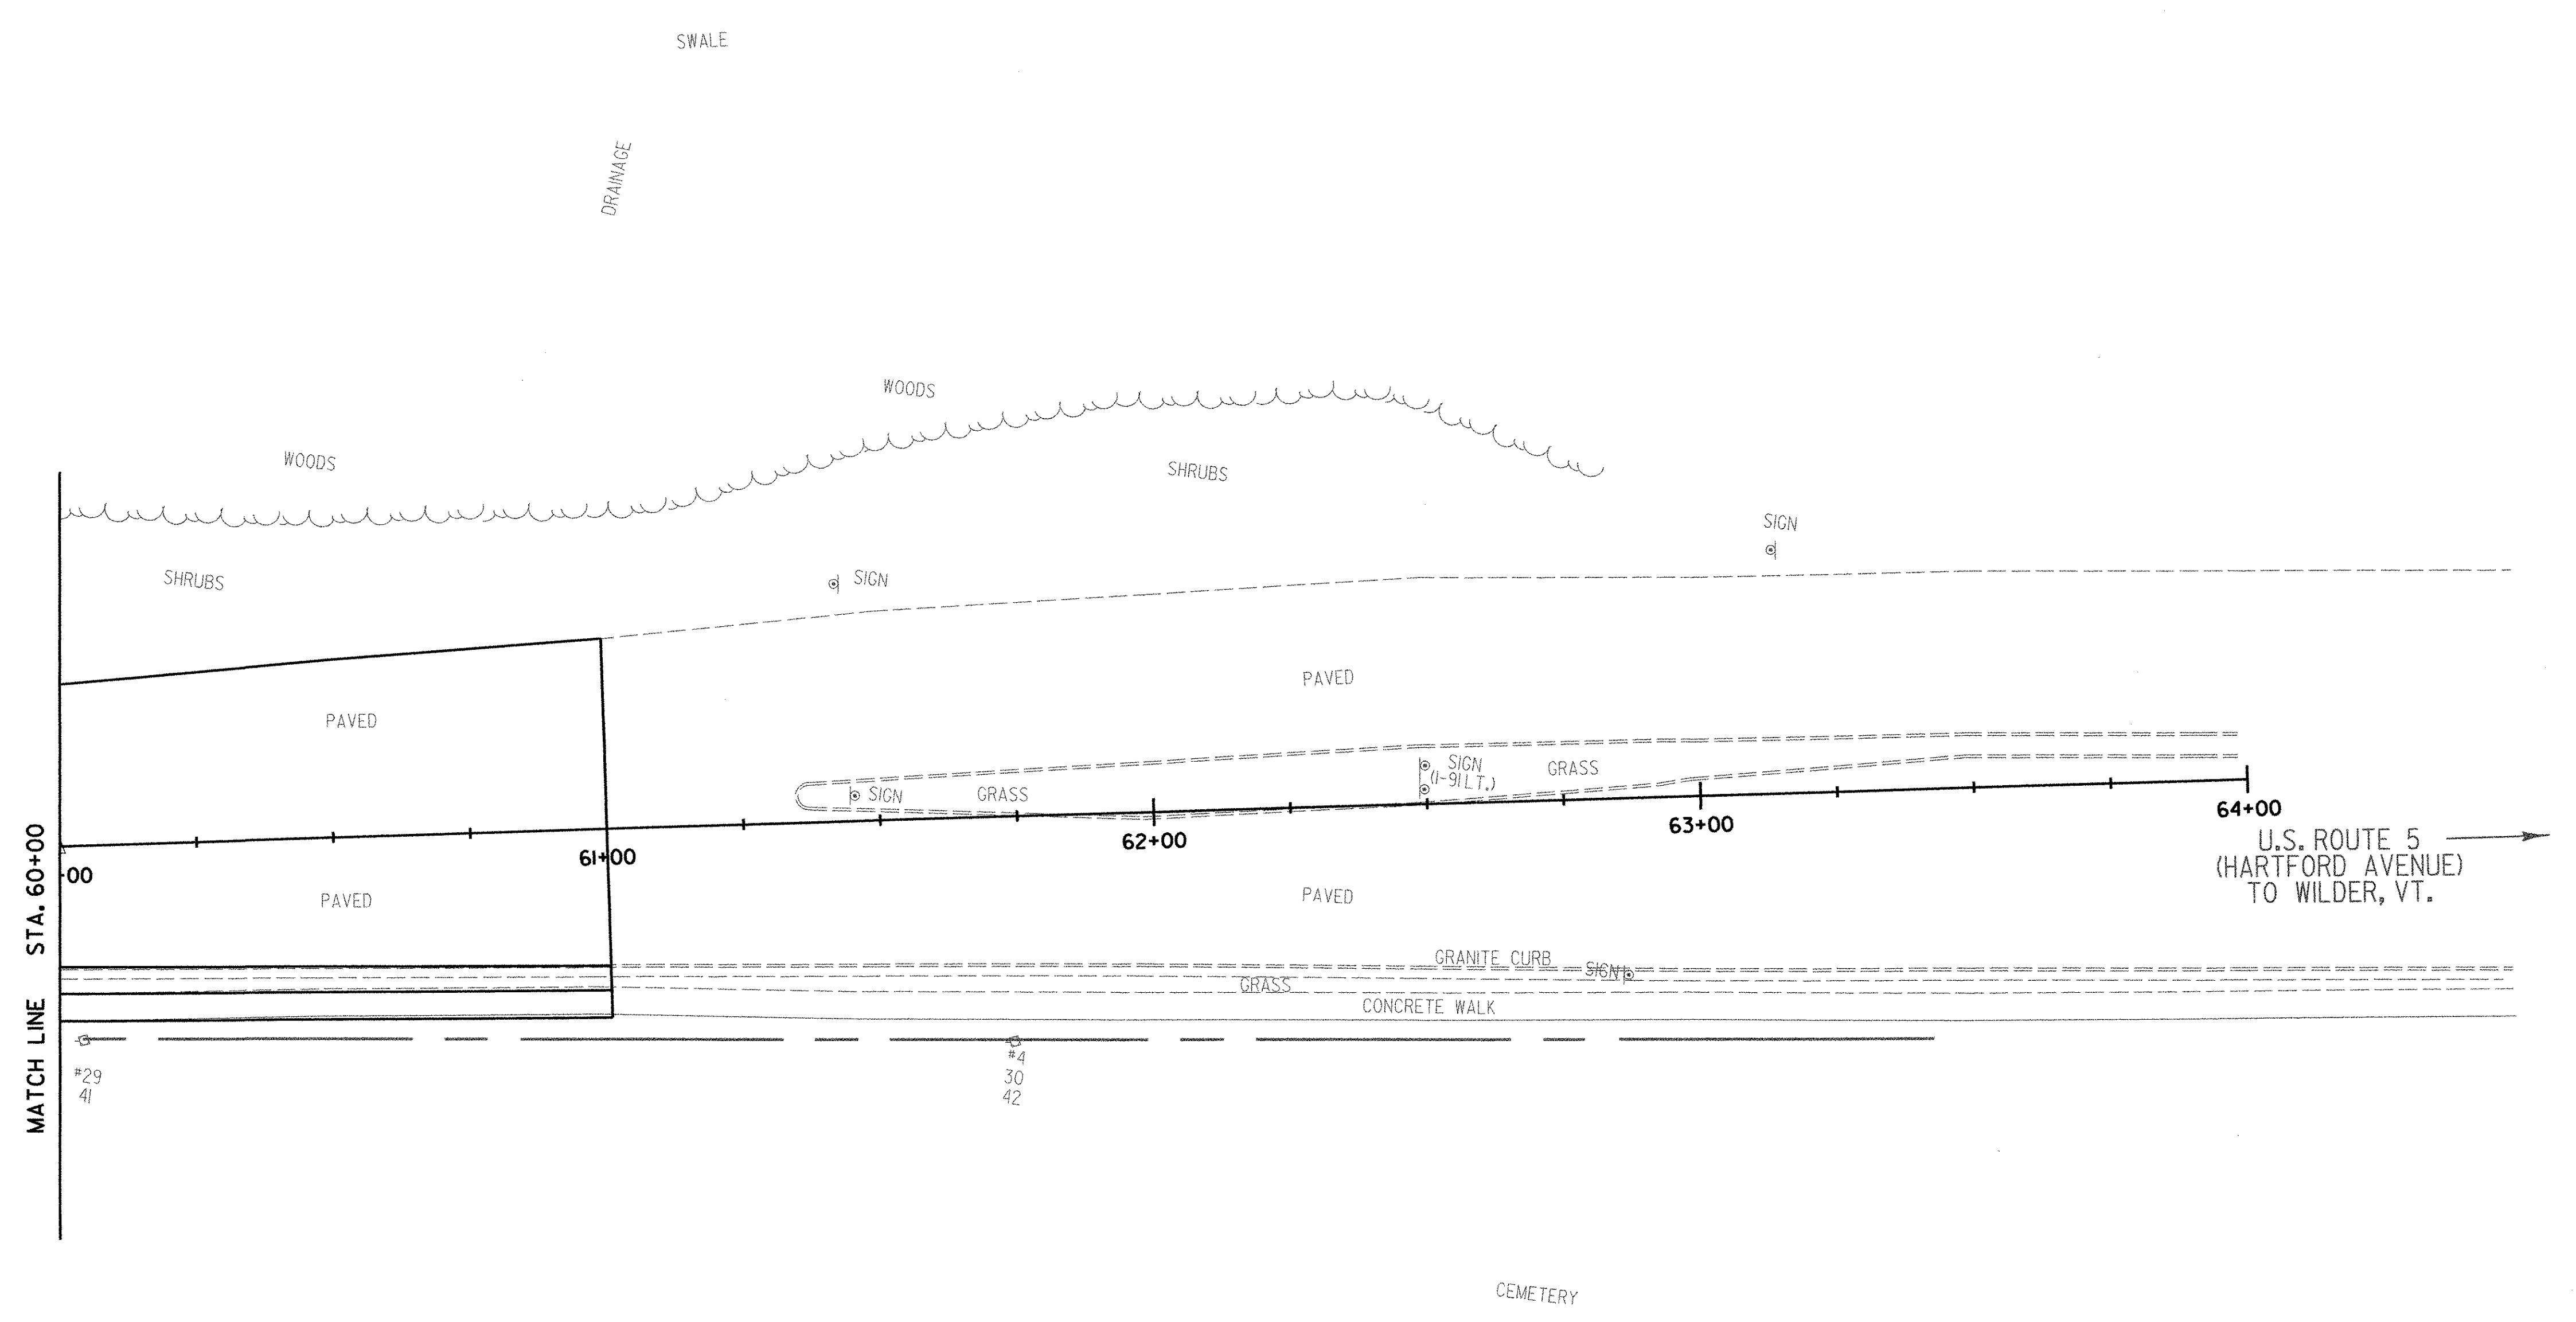 SWALE
DRAINAGE
WOODS
WOODS
SHRUBS
SIGN
SIGN
SHRUBS
PAVED
PAVED
SIGN
(I-91 LT.)
GRASS
SIGN
GRASS
64+00
63+00
62+00
61+00
+00
MATCH LINE STA. 60+00
U.S. ROUTE 5
(HARTFORD AVENUE)
TO WILDER, VT.
PAVED
PAVED
GRANITE CURB
SIGN
GRASS
CONCRETE WALK
#29
41
#4
30
42
CEMETERY